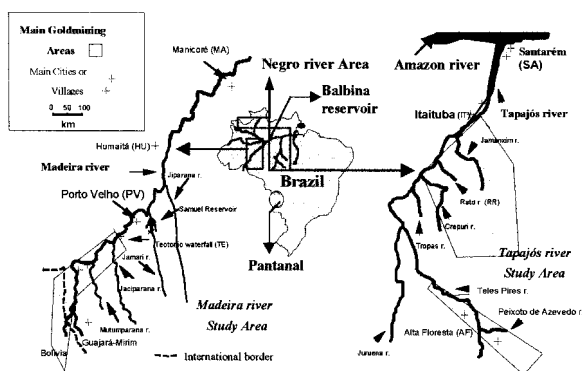 Main Goldmining
Areas
Main Cities or
Villages
0 50 100
km
Manicoré (MA)
Negro river Area
Balbina
reservoir
Humaitá (HU)
Madeira river
Jiparana r.
Porto Velho (PV)
Samuel Reservoir
Teotonio waterfall (TE)
Jamari r.
Jaciparana r.
Mutumparana r.
Guajará-Mirim
Bolivia
Madeira river
Study Area
International border
Brazil
Pantanal
Amazon river
Santarém
(SA)
Itaituba (IT)
Tapajós river
Jamanxim r.
Rato r (RR)
Crepuri r.
Tropas r.
Tapajós river
Study Area
Teles Pires r.
Peixoto de Azevedo r
Alta Floresta (AF)
Juruena r.